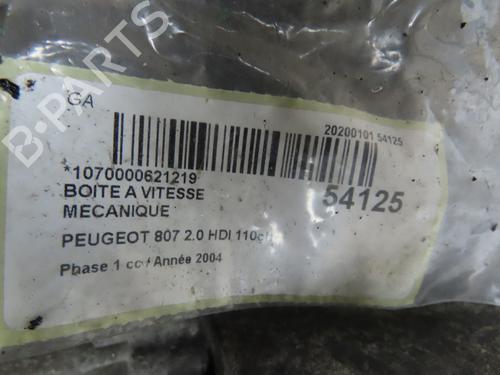 B-PARTS
GA
20200101 54125
*1070000621219
54125
BOITE A VITESSE
MECANIQUE
PEUGEOT 807 2.0 HDI 110ch
Phase 1 cc/ Année 2004